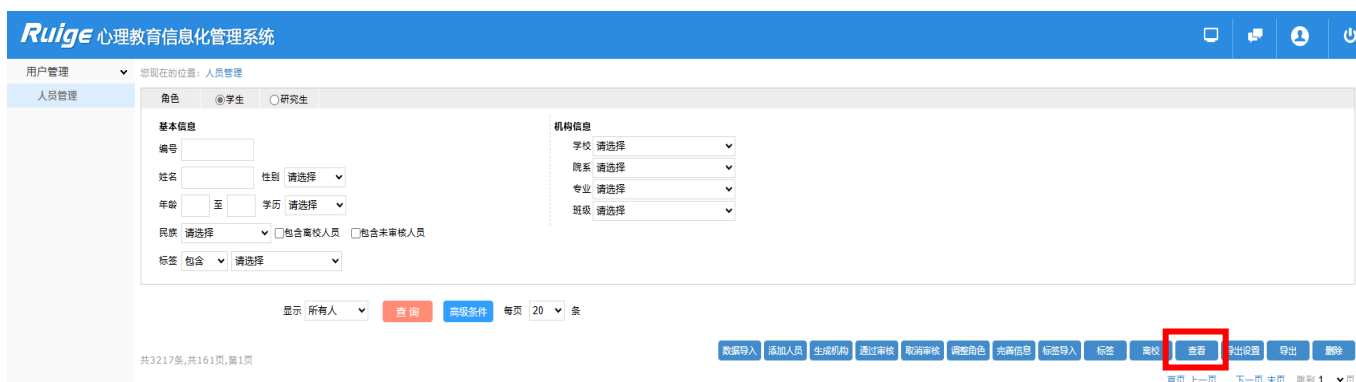 Ruige 心理教育信息化管理系统
用户管理
您现在的位置：人员管理
人员管理
角色 学生 研究生
基本信息 机构信息
编号 学校 请选择
院系 请选择
姓名 性别 请选择
专业 请选择
年龄 至 学历 请选择
班级 请选择
民族 请选择 包含离校人员 包含未审核人员
标签 包含 请选择
显示 所有人 查询 高级条件 每页 20 条
数据导入 添加人员 生成机构 通过审核 取消审核 调整角色 完善信息 标签导入 标签 离校 查看 导出设置 导出 删除
共3217条,共161页,第1页
首页 上一页 下一页 末页 跳到 1 页